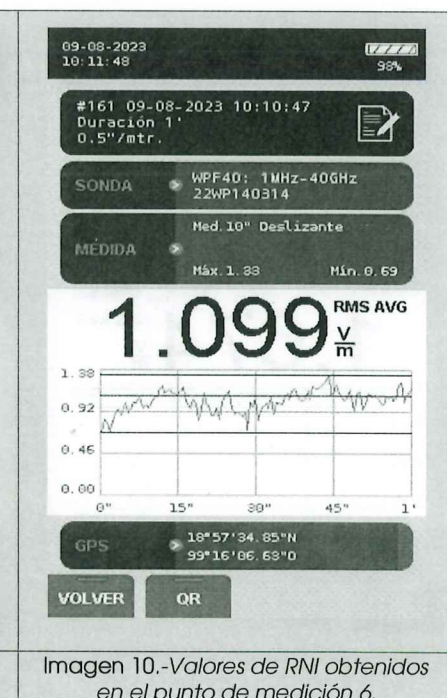 09-08-2023
10:11:48
98%
#161 09-08-2023 10:10:47
Duración 1'
0.5"/mtr.
SONDA
WPF40: 1MHz-40GHz
22WP140314
MEDIDA
Med.10" Deslizante
Máx.1.33 Mín.0.69
1.099 RMS AVG
V/m
1.38
0.92
0.46
0.00
0" 15" 30" 45" 1'
GPS
18°57'34.85"N
99°16'06.63"O
VOLVER QR
Imagen 10.-Valores de RNI obtenidos
en el punto de medición 6